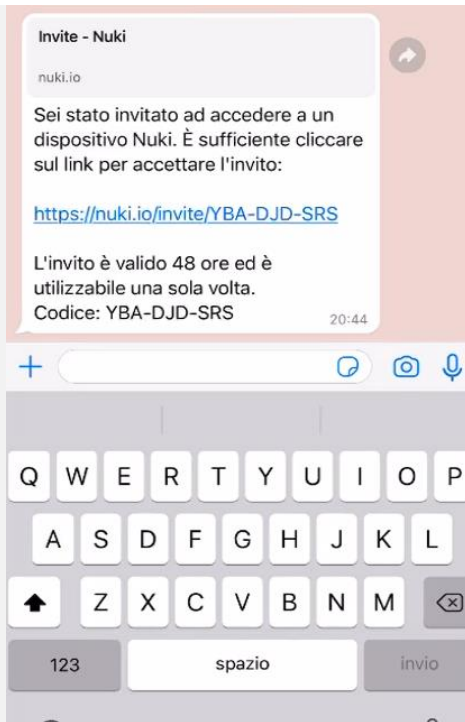 Invite - Nuki
nuki.io
Sei stato invitato ad accedere a un
dispositivo Nuki. È sufficiente cliccare
sul link per accettare l'invito:
https://nuki.io/invite/YBA-DJD-SRS
L'invito è valido 48 ore ed è
utilizzabile una sola volta.
Codice: YBA-DJD-SRS
20:44
Q W E R T Y U I O P
A S D F G H J K L
Z X C V B N M
123 spazio invio